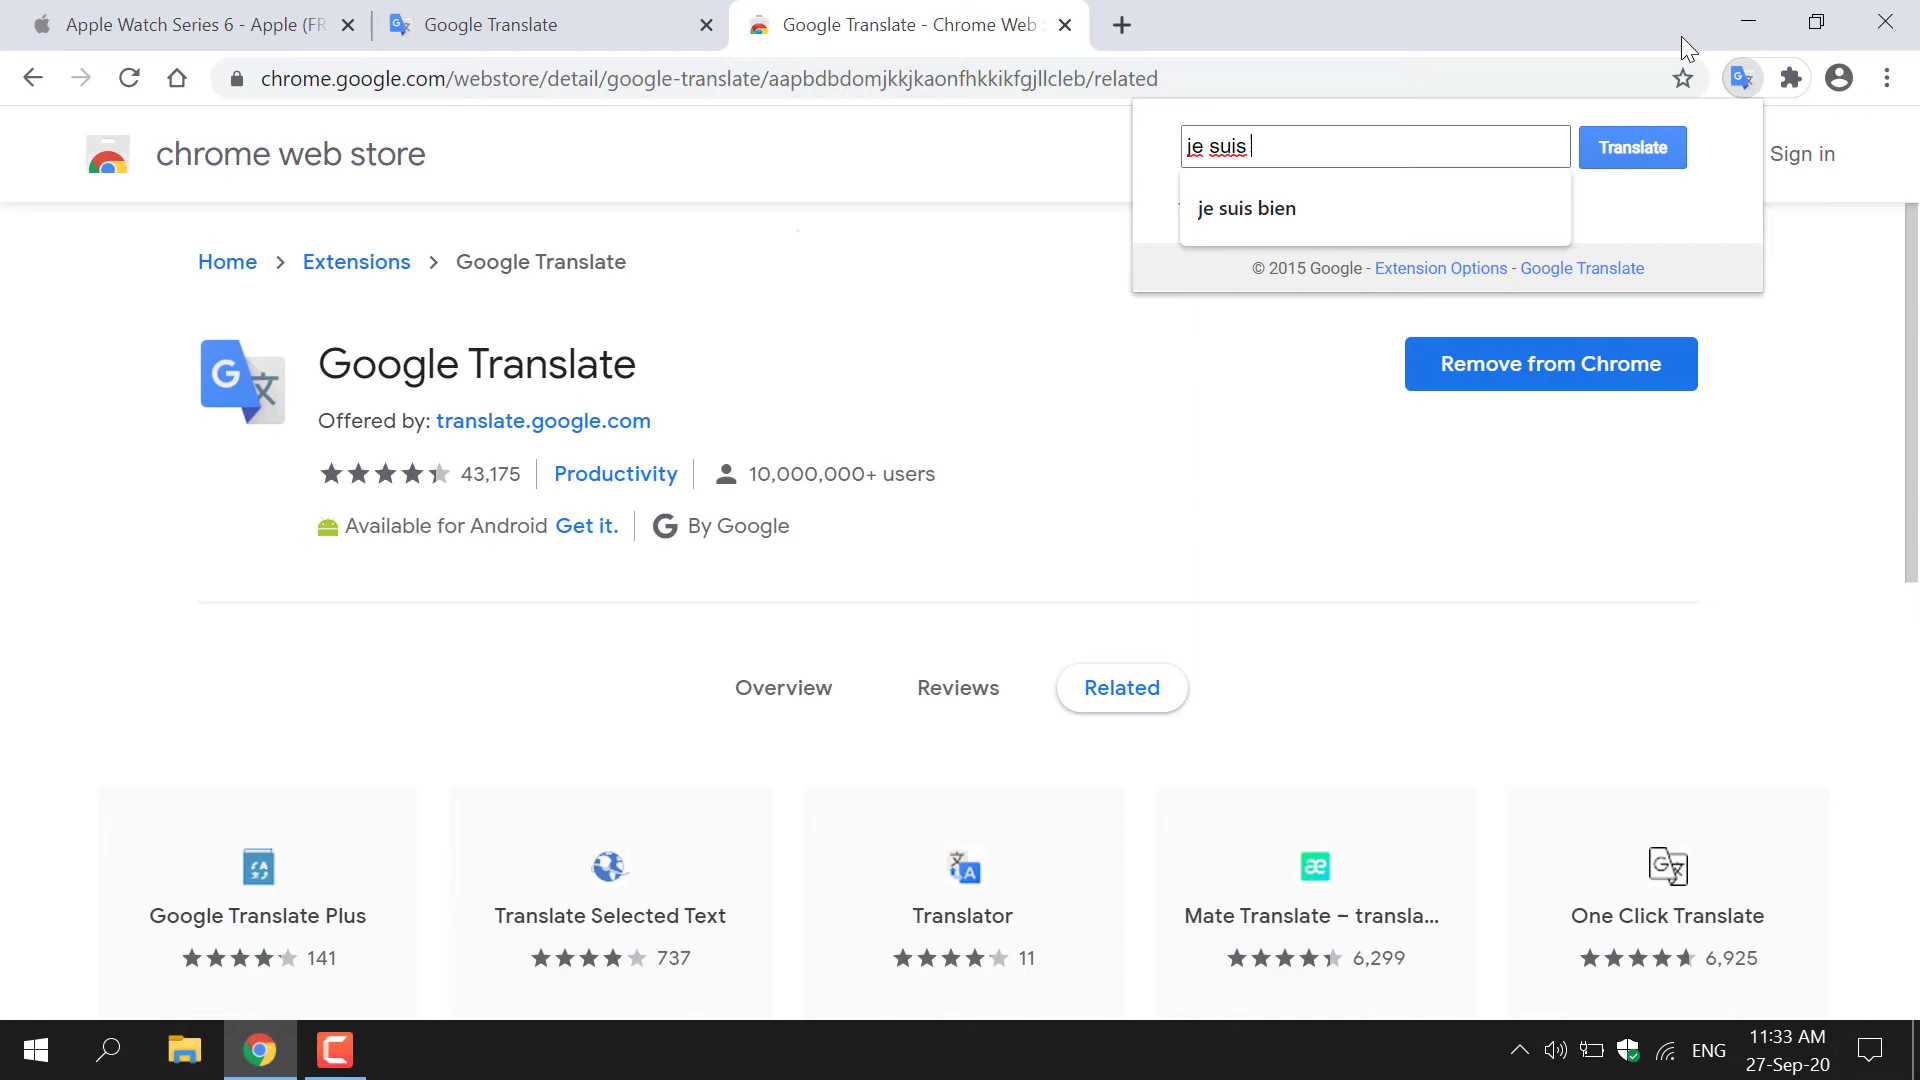 Apple Watch Series 6 - Apple (FR
Google Translate
Google Translate - Chrome Web S
chrome.google.com/webstore/detail/google-translate/aapbdbdomjkkjkaonfhkkikfgjllcleb/related
je suis
Translate
je suis bien
© 2015 Google - Extension Options - Google Translate
chrome web store
Sign in
Home > Extensions > Google Translate
Google Translate
Remove from Chrome
Offered by: translate.google.com
43,175
Productivity
10,000,000+ users
Available for Android Get it.
By Google
Overview
Reviews
Related
Google Translate Plus
141
Translate Selected Text
737
Translator
11
Mate Translate – transla...
6,299
One Click Translate
6,925
ENG
11:33 AM
27-Sep-20